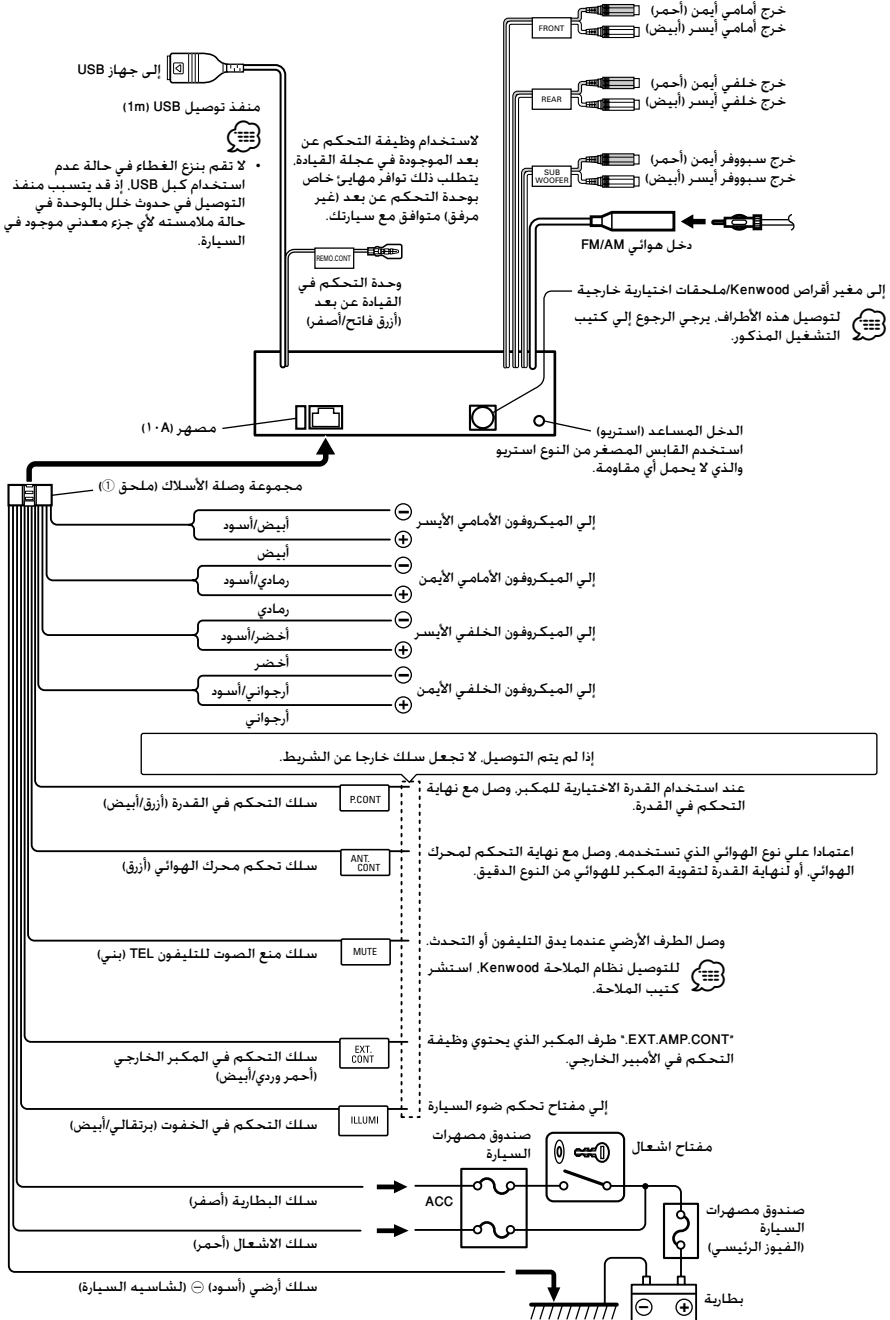 خرج أمامي أيمن (أحمر)
خرج أمامي أيسر (أبيض)
FRONT
خرج خلفي أيمن (أحمر)
خرج خلفي أيسر (أبيض)
REAR
خرج سبووفر أيمن (أحمر)
خرج سبووفر أيسر (أبيض)
SUB
WOOFER
دخل هوائي FM/AM
إلى جهاز USB
منفذ توصيل USB (1m)
• لا تقم بنزع الغطاء في حالة عدم
استخدام كبل USB، إذ قد يتسبب منفذ
التوصيل في حدوث خلل بالوحدة في
حالة ملامسته لأي جزء معدني موجود في
السيارة.
لاستخدام وظيفة التحكم عن
بعد الموجودة في عجلة القيادة,
يتطلب ذلك توافر مهايئ خاص
بوحدة التحكم عن بعد (غير
مرفق) متوافق مع سيارتك.
REMO.CONT
وحدة التحكم في
القيادة عن بعد
(أزرق فاتح/أصفر)
إلى مغير أقراص Kenwood/ملحقات اختيارية خارجية
لتوصيل هذه الأطراف, يرجي الرجوع إلي كتيب
التشغيل المذكور.
مصهر (١٠A)
الدخل المساعد (استريو)
استخدم القابس المصغر من النوع استريو
والذي لا يحمل أي مقاومة.
مجموعة وصلة الأسلاك (ملحق ①)
إلي الميكروفون الأمامي الأيسر
⊖
أبيض/أسود
⊕
أبيض
إلي الميكروفون الأمامي الأيمن
⊖
رمادي/أسود
⊕
رمادي
إلي الميكروفون الخلفي الأيسر
⊖
أخضر/أسود
⊕
أخضر
إلي الميكروفون الخلفي الأيمن
⊖
أرجواني/أسود
⊕
أرجواني
إذا لم يتم التوصيل, لا تجعل سلك خارجا عن الشريط.
عند استخدام القدرة الاختيارية للمكبر, وصل مع نهاية
التحكم في القدرة.
P.CONT
سلك التحكم في القدرة (أزرق/أبيض)
اعتمادا علي نوع الهوائي الذي تستخدمه, وصل مع نهاية التحكم لمحرك
الهوائي, أو لنهاية القدرة لتقوية المكبر للهوائي من النوع الدقيق.
ANT.
CONT
سلك تحكم محرك الهوائي (أزرق)
وصل الطرف الأرضي عندما يدق التليفون أو التحدث.
MUTE
سلك منع الصوت للتليفون TEL (بني)
للتوصيل نظام الملاحة Kenwood, استشر
كتيب الملاحة.
"EXT.AMP.CONT." طرف المكبر الذي يحتوي وظيفة
التحكم في الأمبير الخارجي.
EXT.
CONT
سلك التحكم في المكبر الخارجي
(أحمر وردي/أبيض)
إلي مفتاح تحكم ضوء السيارة
ILLUMI
سلك التحكم في الخفوت (برتقالي/أبيض)
صندوق مصهرات
السيارة
مفتاح اشعال
ACC
سلك البطارية (أصفر)
سلك الاشعال (أحمر)
صندوق مصهرات
السيارة
(الفيوز الرئيسي)
سلك أرضي (أسود) ⊖ (لشاسيه السيارة)
بطارية
⊖ ⊕